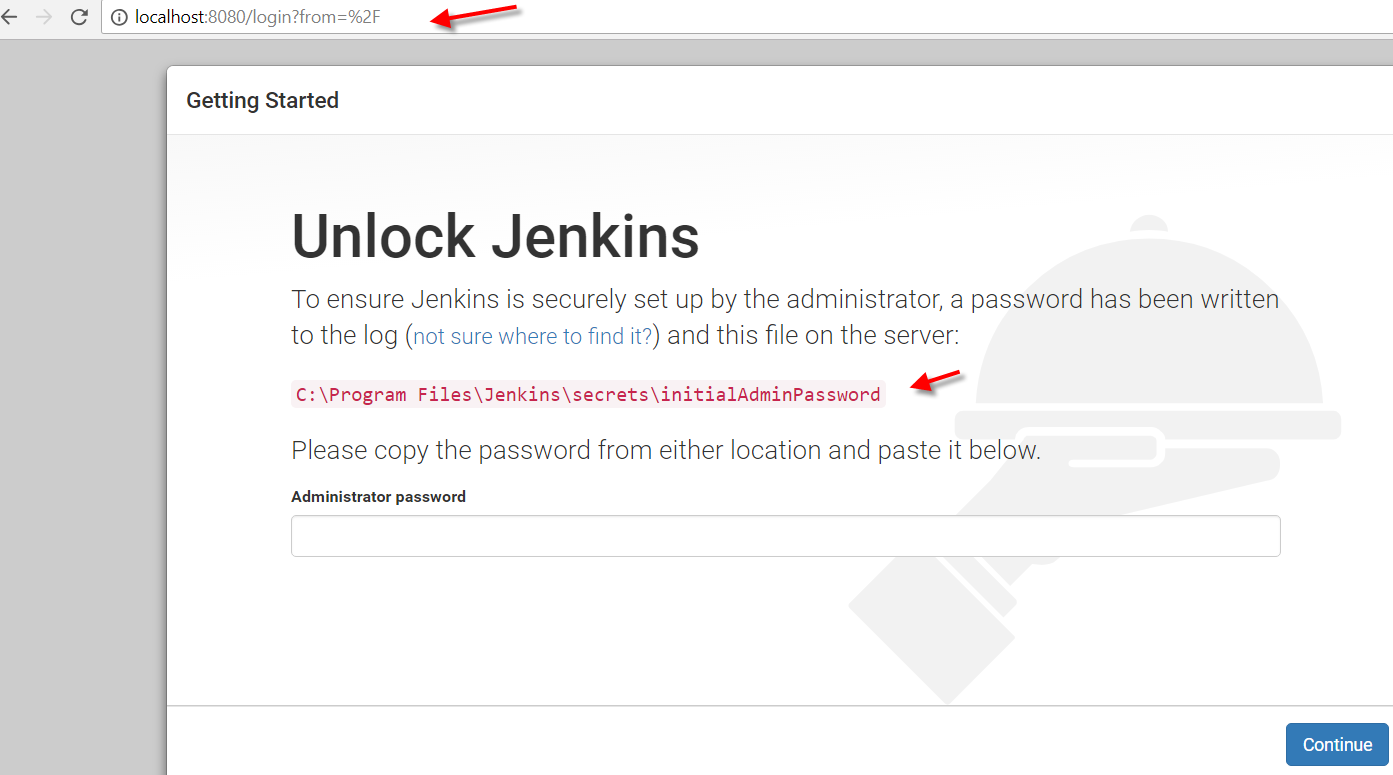 localhost:8080/login?from=%2F
Getting Started
Unlock Jenkins
To ensure Jenkins is securely set up by the administrator, a password has been written
to the log (not sure where to find it?) and this file on the server:
C:\Program Files\Jenkins\secrets\initialAdminPassword
Please copy the password from either location and paste it below.
Administrator password
Continue